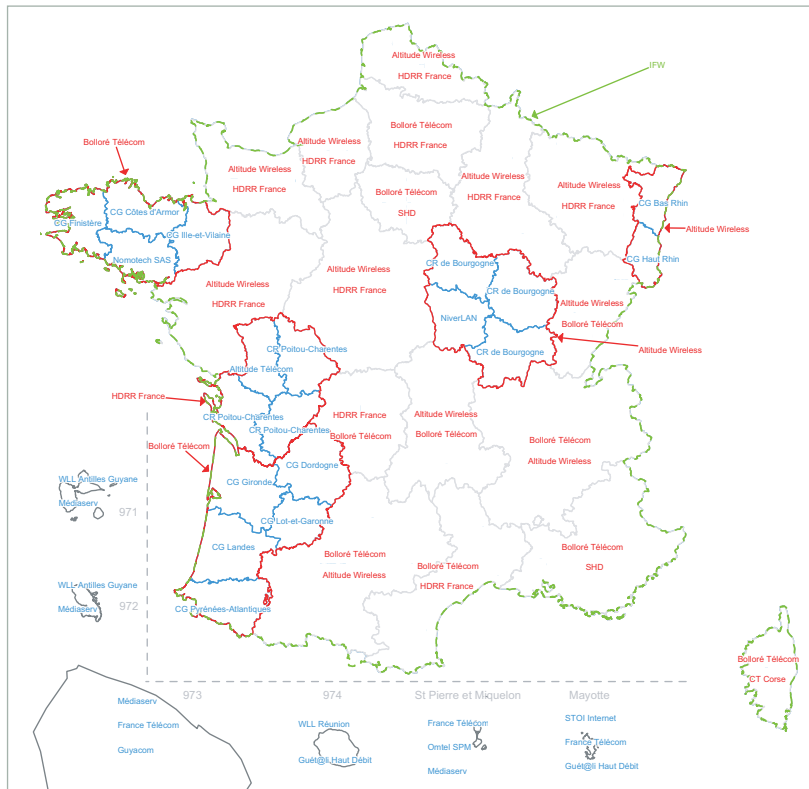 Altitude Wireless
HDRR France
IFW
Bolloré Télécom
HDRR France
Bolloré Télécom
Altitude Wireless
HDRR France
Altitude Wireless
HDRR France
Altitude Wireless
HDRR France
Altitude Wireless
HDRR France
Bolloré Télécom
SHD
CG Bas Rhin
CG Côtes d'Armor
CG Finistère
CG Ille-et-Vilaine
Altitude Wireless
Nomotech SAS
CG Haut Rhin
CR de Bourgogne
Altitude Wireless
HDRR France
Altitude Wireless
HDRR France
CR de Bourgogne
NiverLAN
Altitude Wireless
Bolloré Télécom
CR de Bourgogne
Altitude Wireless
CR Poitou-Charentes
Altitude Télécom
HDRR France
CR Poitou-Charentes
CR Poitou-Charentes
HDRR France
Bolloré Télécom
Altitude Wireless
Bolloré Télécom
Bolloré Télécom
Altitude Wireless
Bolloré Télécom
CG Dordogne
CG Gironde
WLL Antilles Guyane
Médiaserv
971
CG Lot-et-Garonne
CG Landes
Bolloré Télécom
Altitude Wireless
Bolloré Télécom
HDRR France
Bolloré Télécom
SHD
WLL Antilles Guyane
Médiaserv
972
CG Pyrénées-Atlantiques
Bolloré Télécom
CT Corse
973
974
St Pierre et Miquelon
Mayotte
Médiaserv
France Télécom
Guyacom
WLL Réunion
Guét@li Haut Débit
France Télécom
Omtel SPM
Médiaserv
STOI Internet
France Télécom
Guét@li Haut Débit